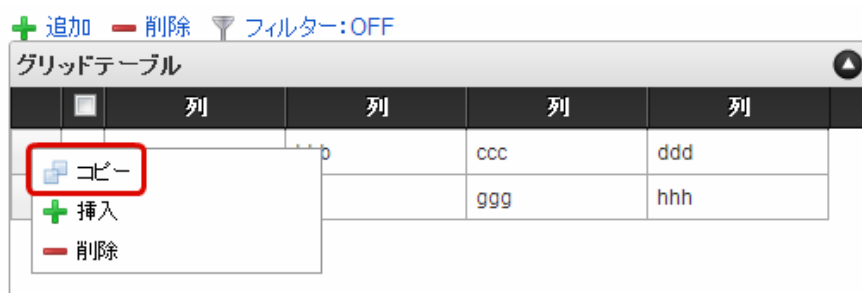 追加 削除 フィルター：OFF
グリッドテーブル
列 列 列 列
ccc ddd
コピー
ggg hhh
挿入
削除